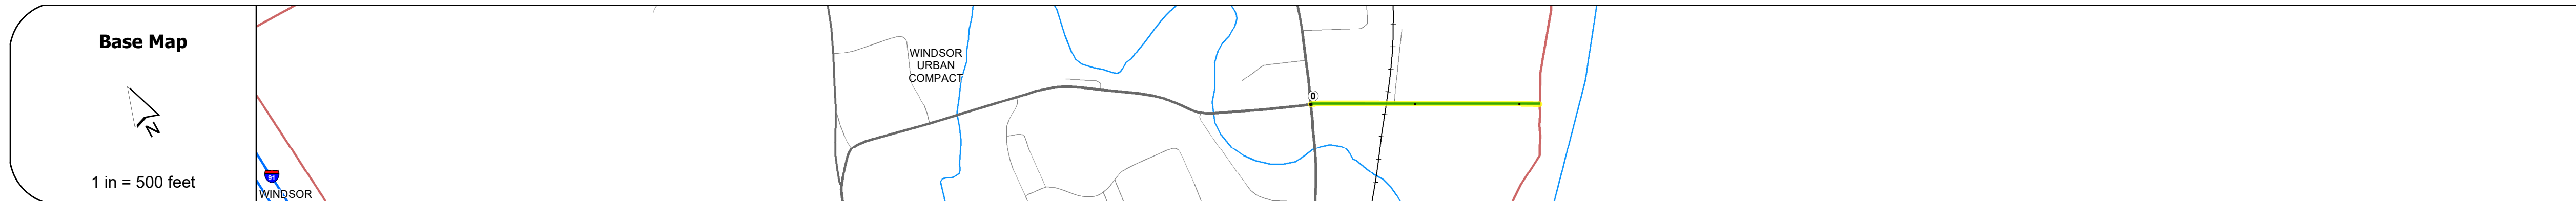 Base Map
N
1 in = 500 feet
91
WINDSOR
WINDSOR
URBAN
COMPACT
0